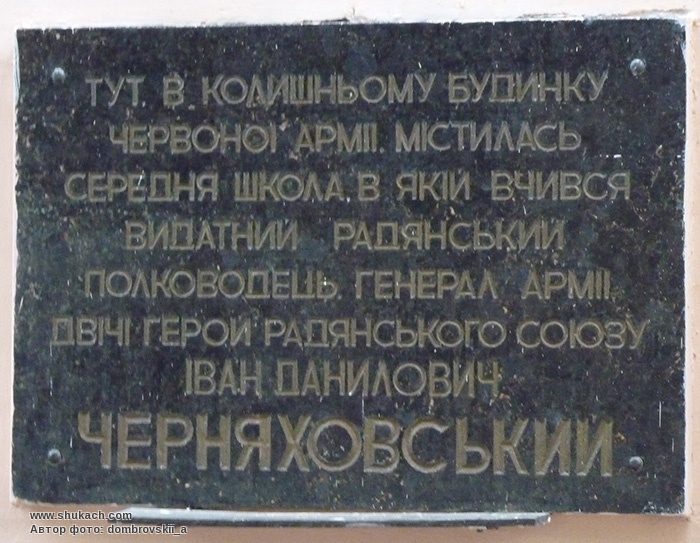 ТУТ, В КОЛИШНЬОМУ БУДИНКУ
ЧЕРВОНОЇ АРМІЇ, МІСТИЛАСЬ
СЕРЕДНЯ ШКОЛА В ЯКІЙ ВЧИВСЯ
ВИДАТНИЙ РАДЯНСЬКИЙ
ПОЛКОВОДЕЦЬ, ГЕНЕРАЛ АРМІЇ,
ДВІЧІ ГЕРОЙ РАДЯНСЬКОГО СОЮЗУ
ІВАН ДАНИЛОВИЧ
ЧЕРНЯХОВСЬКИЙ
www.shukach.com
Автор фото: dombrovskii_a